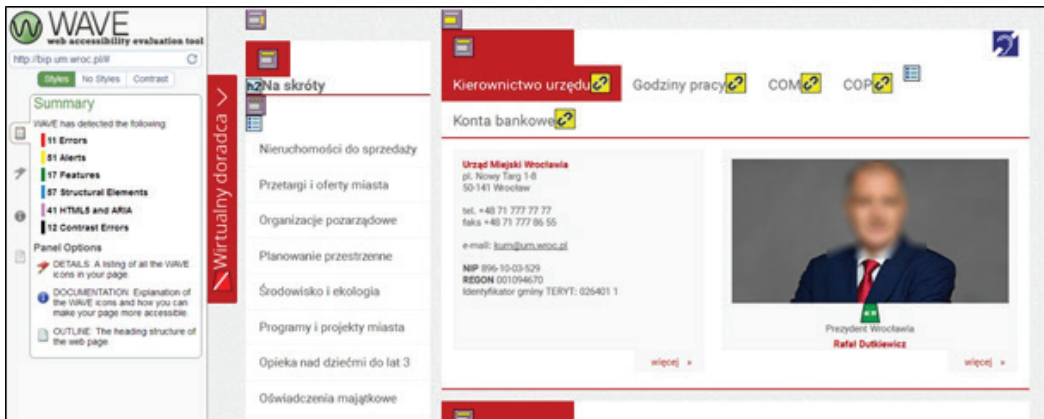 WAVE
web accessibility evaluation tool
http://bip.um.wroc.pl/#
Styles No Styles Contrast
Summary
WAVE has detected the following:
11 Errors
51 Alerts
17 Features
57 Structural Elements
41 HTML5 and ARIA
12 Contrast Errors
Panel Options
DETAILS: A listing of all the WAVE
icons in your page.
DOCUMENTATION: Explanation of
the WAVE icons and how you can
make your page more accessible.
OUTLINE: The heading structure of
the web page.
Wirtualny doradca
h2 Na skróty
Nieruchomości do sprzedaży
Przetargi i oferty miasta
Organizacje pozarządowe
Planowanie przestrzenne
Środowisko i ekologia
Programy i projekty miasta
Opieka nad dziećmi do lat 3
Oświadczenia majątkowe
Kierownictwo urzędu Godziny pracy COM COP
Konta bankowe
Urząd Miejski Wrocławia
pl. Nowy Targ 1-8
50-141 Wrocław
tel. +48 71 777 77 77
faks +48 71 777 86 55
e-mail: kum@um.wroc.pl
NIP 896-10-03-529
REGON 001094670
Identyfikator gminy TERYT: 026401 1
więcej »
Prezydent Wrocławia
Rafał Dutkiewicz
więcej »